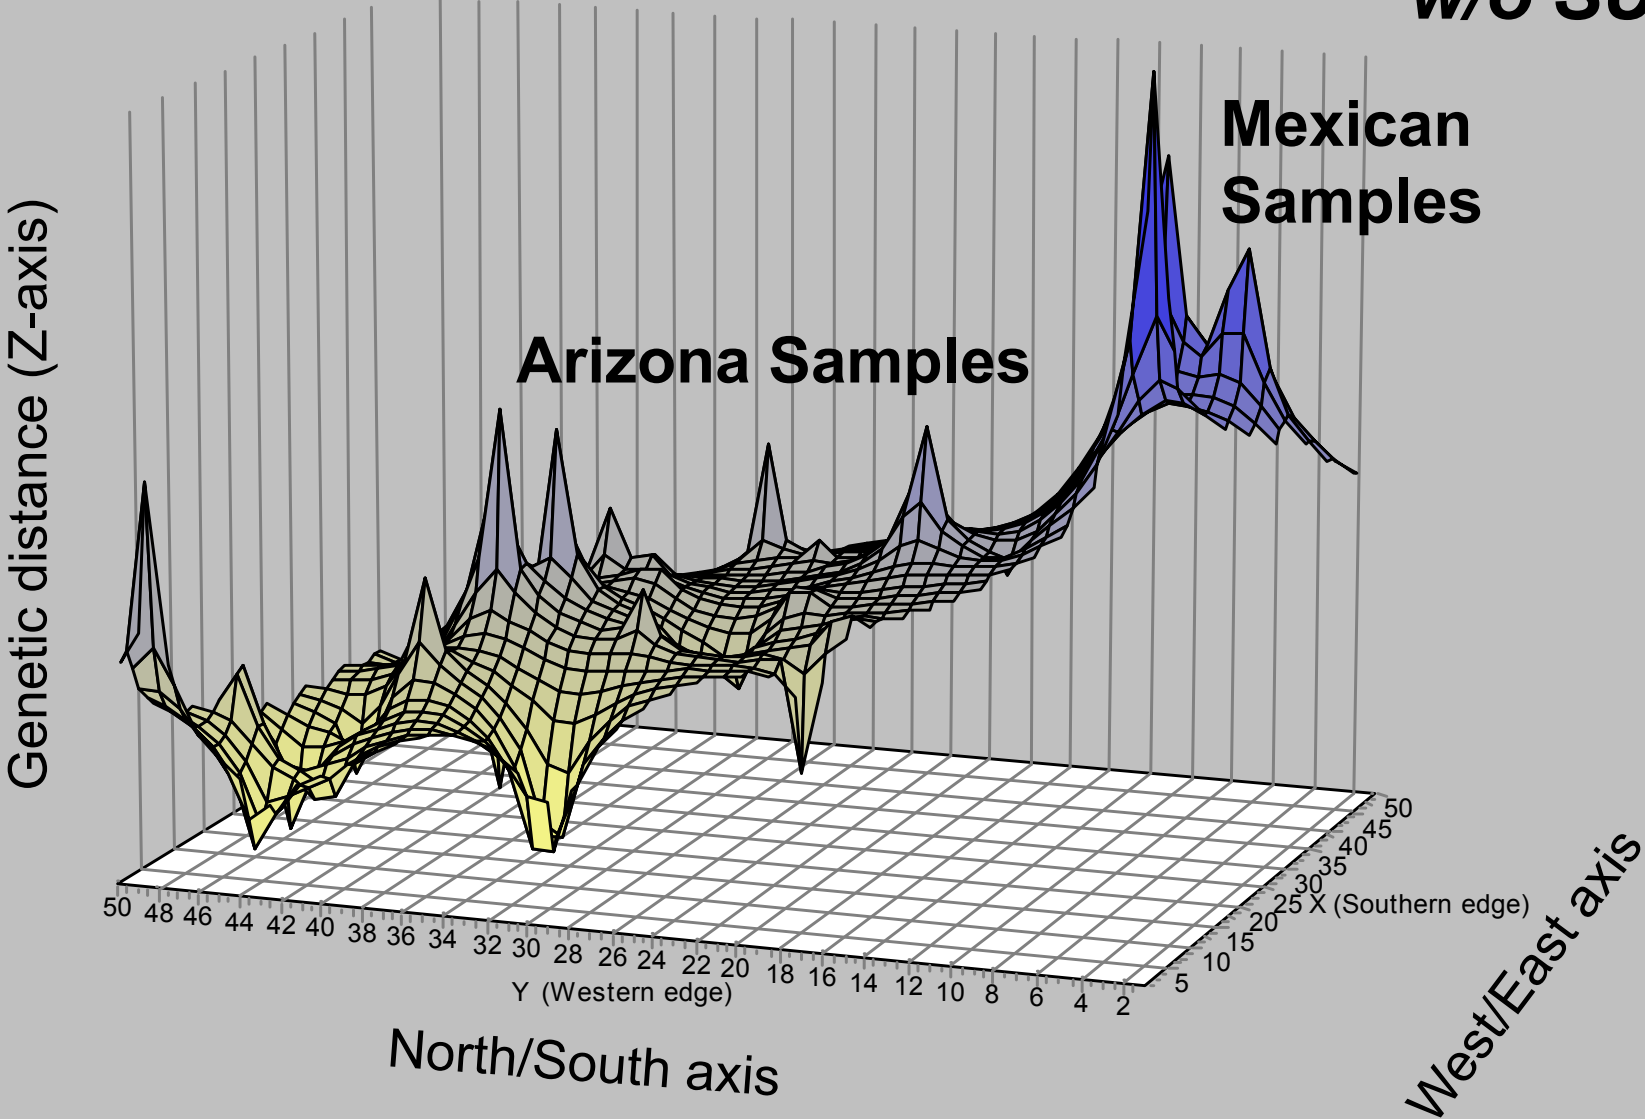 w/o
Mexican
Samples
Arizona Samples
Genetic distance (Z-axis)
50 48 46 44 42 40 38 36 34 32 30 28 26 24 22 20 18 16 14 12 10 8 6 4 2
Y (Western edge)
North/South axis
5 10 15 20 25 30 35 40 45 50
X (Southern edge)
West/East axis